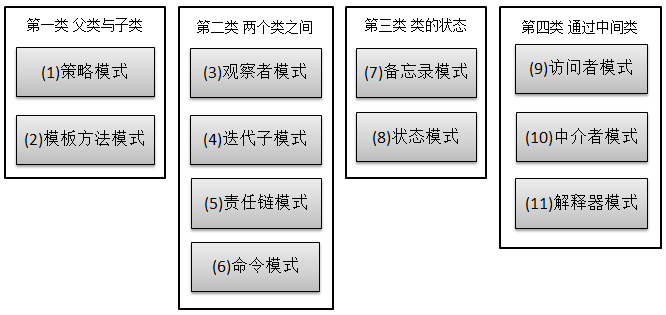 第一类 父类与子类
(1)策略模式
(2)模板方法模式
第二类 两个类之间
(3)观察者模式
(4)迭代子模式
(5)责任链模式
(6)命令模式
第三类 类的状态
(7)备忘录模式
(8)状态模式
第四类 通过中间类
(9)访问者模式
(10)中介者模式
(11)解释器模式